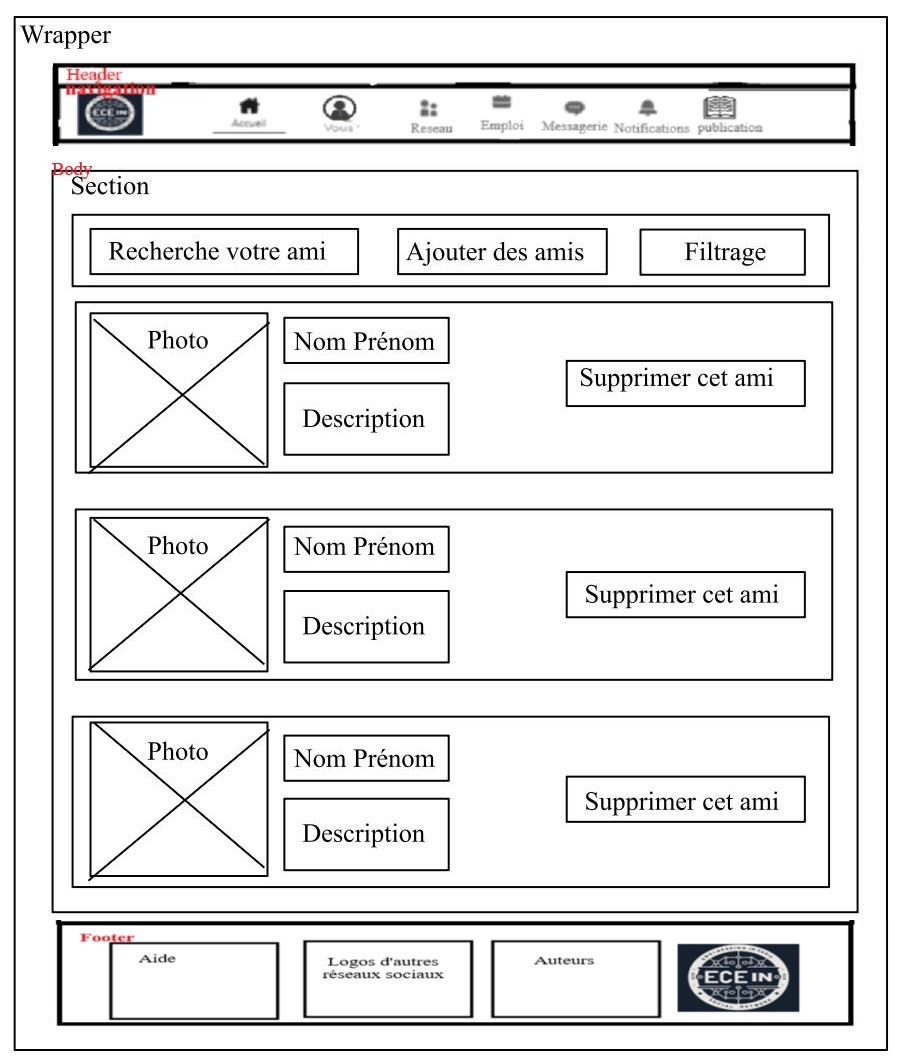 Wrapper
Header
navigation
ECE IN
Accueil
Vous
Reseau
Emploi
Messagerie
Notifications
publication
Body
Section
Recherche votre ami
Ajouter des amis
Filtrage
Photo
Nom Prénom
Description
Supprimer cet ami
Photo
Nom Prénom
Description
Supprimer cet ami
Photo
Nom Prénom
Description
Supprimer cet ami
Footer
Aide
Logos d'autres
réseaux sociaux
Auteurs
ECE IN